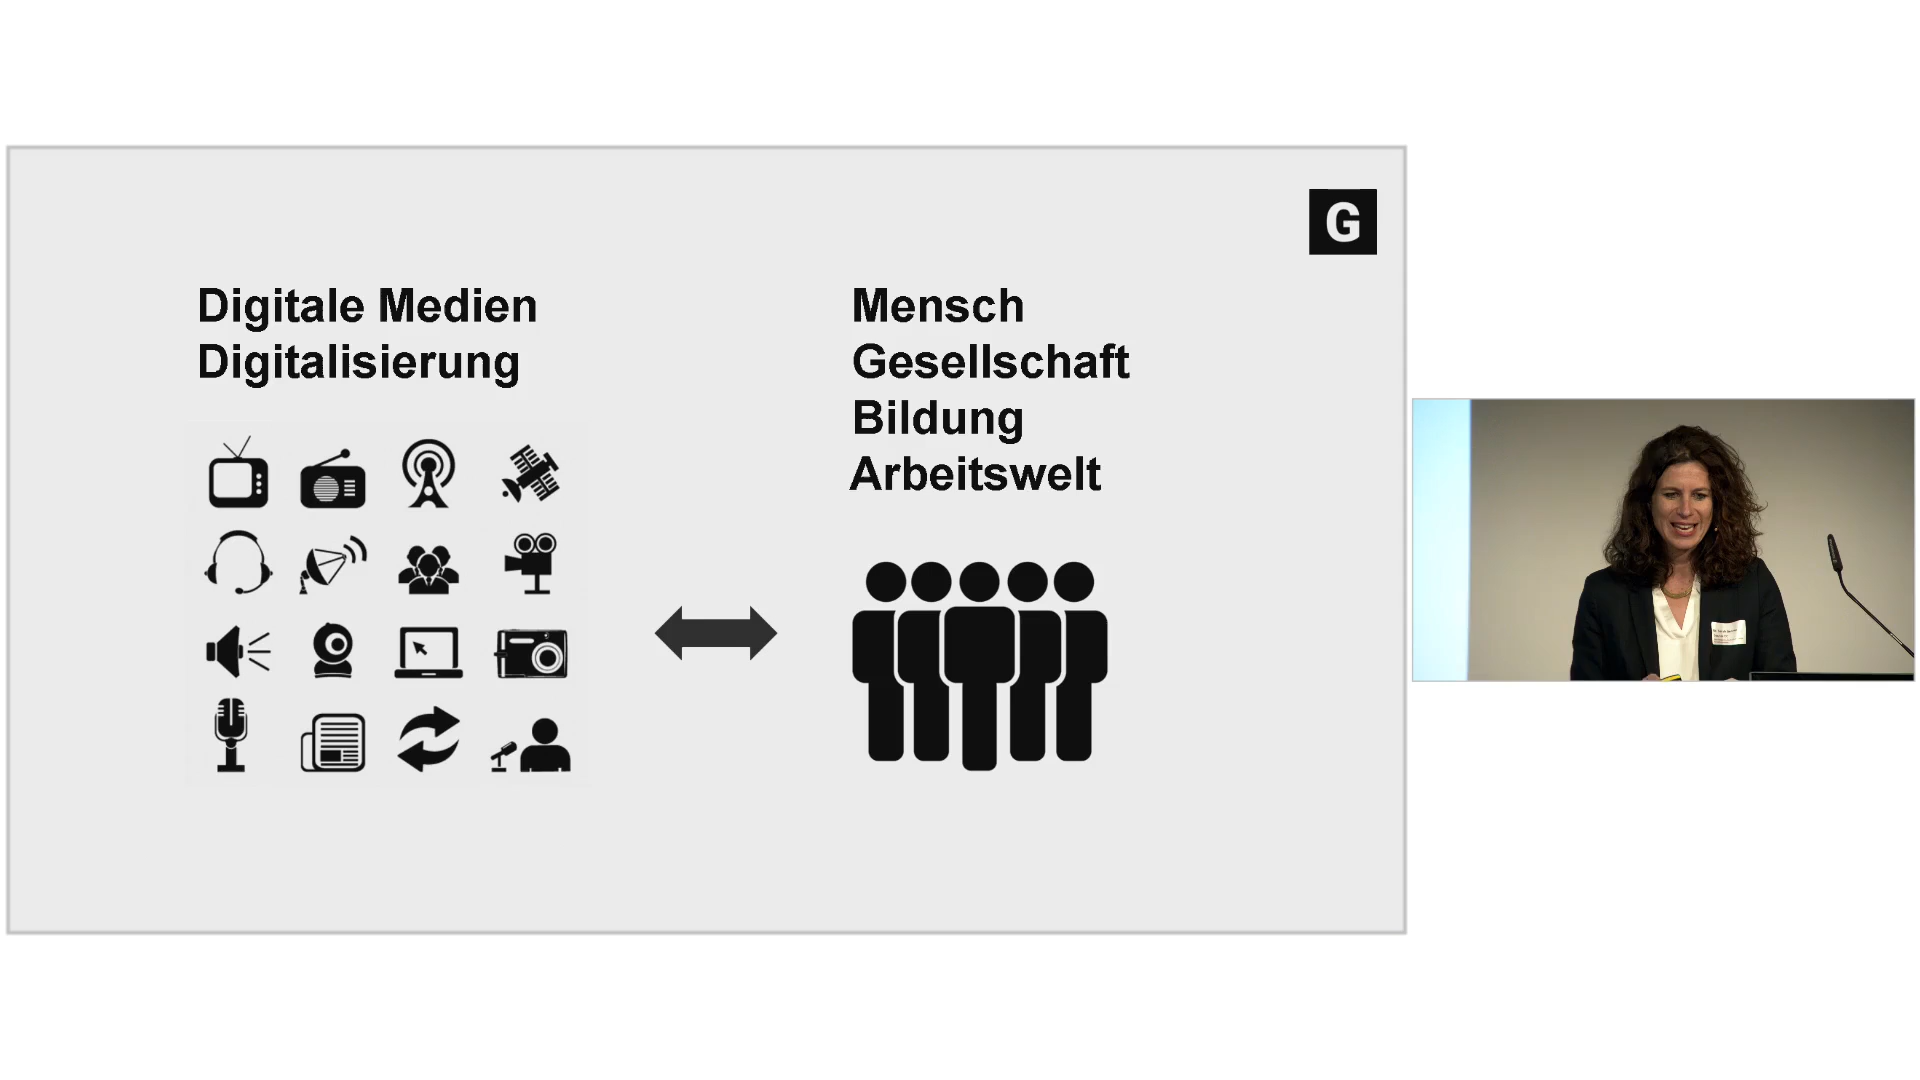 G
Digitale Medien
Digitalisierung
Mensch
Gesellschaft
Bildung
Arbeitswelt